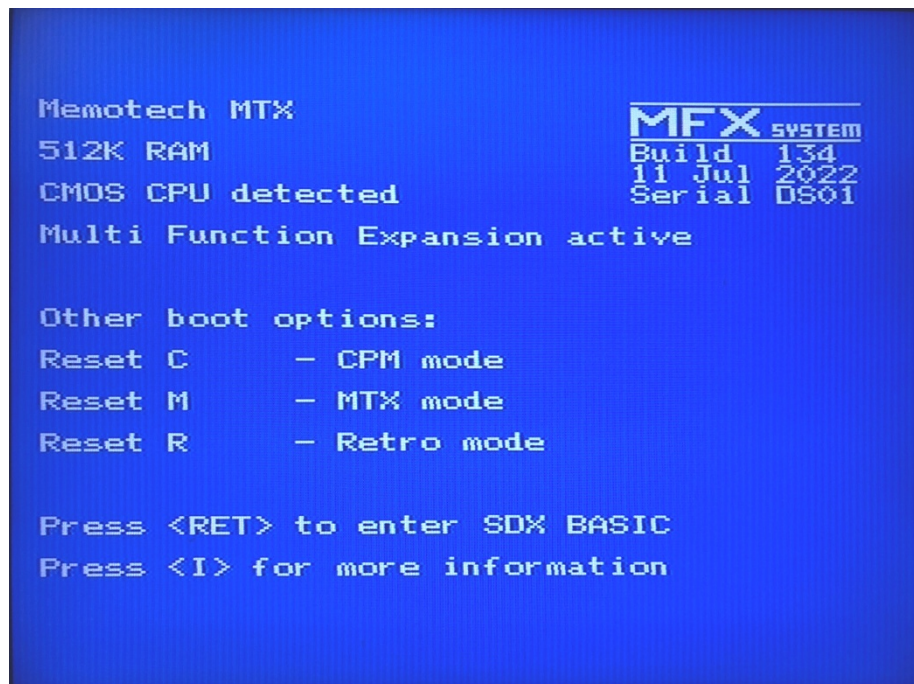 Memotech MTX
512K RAM
CMOS CPU detected
Multi Function Expansion active
MFX SYSTEM
Build 134
11 Jul 2022
Serial DS01
Other boot options:
Reset C - CPM mode
Reset M - MTX mode
Reset R - Retro mode
Press <RET> to enter SDX BASIC
Press <I> for more information